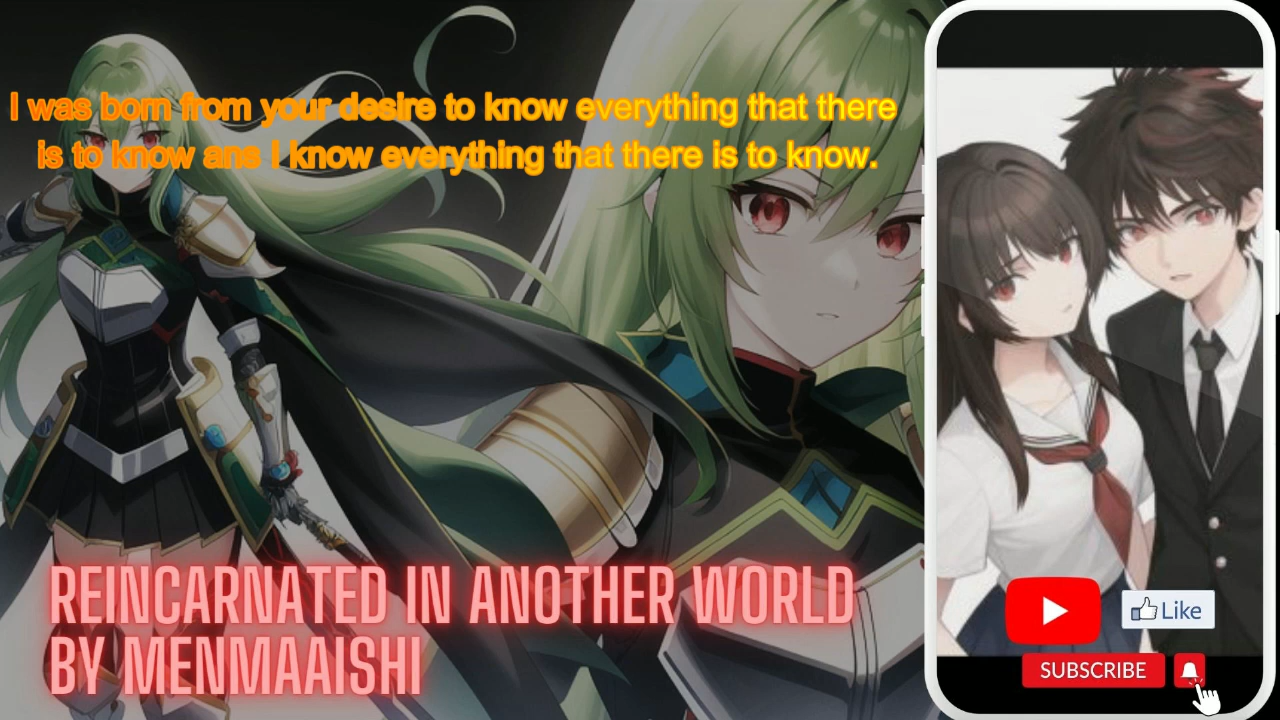 I was born from your desire to know everything that there
is to know ans I know everything that there is to know.
REINCARNATED IN ANOTHER WORLD
BY MENMAAISHI
Like
SUBSCRIBE